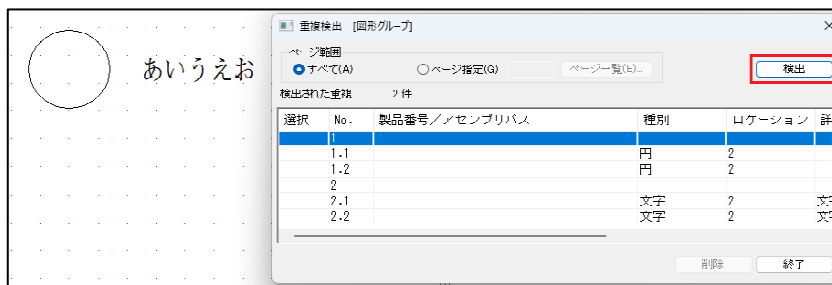 重複検出 [図形グループ]
あいうえお
ページ範囲
すべて(A) ページ指定(G) ページ一覧(E)... 検出
検出された重複 2 件
選択 No. 製品番号/アセンブリパス 種別 ロケーション 詳
1
1.1 円 2
1.2 円 2
2
2.1 文字 2 文字
2.2 文字 2 文字
削除 終了